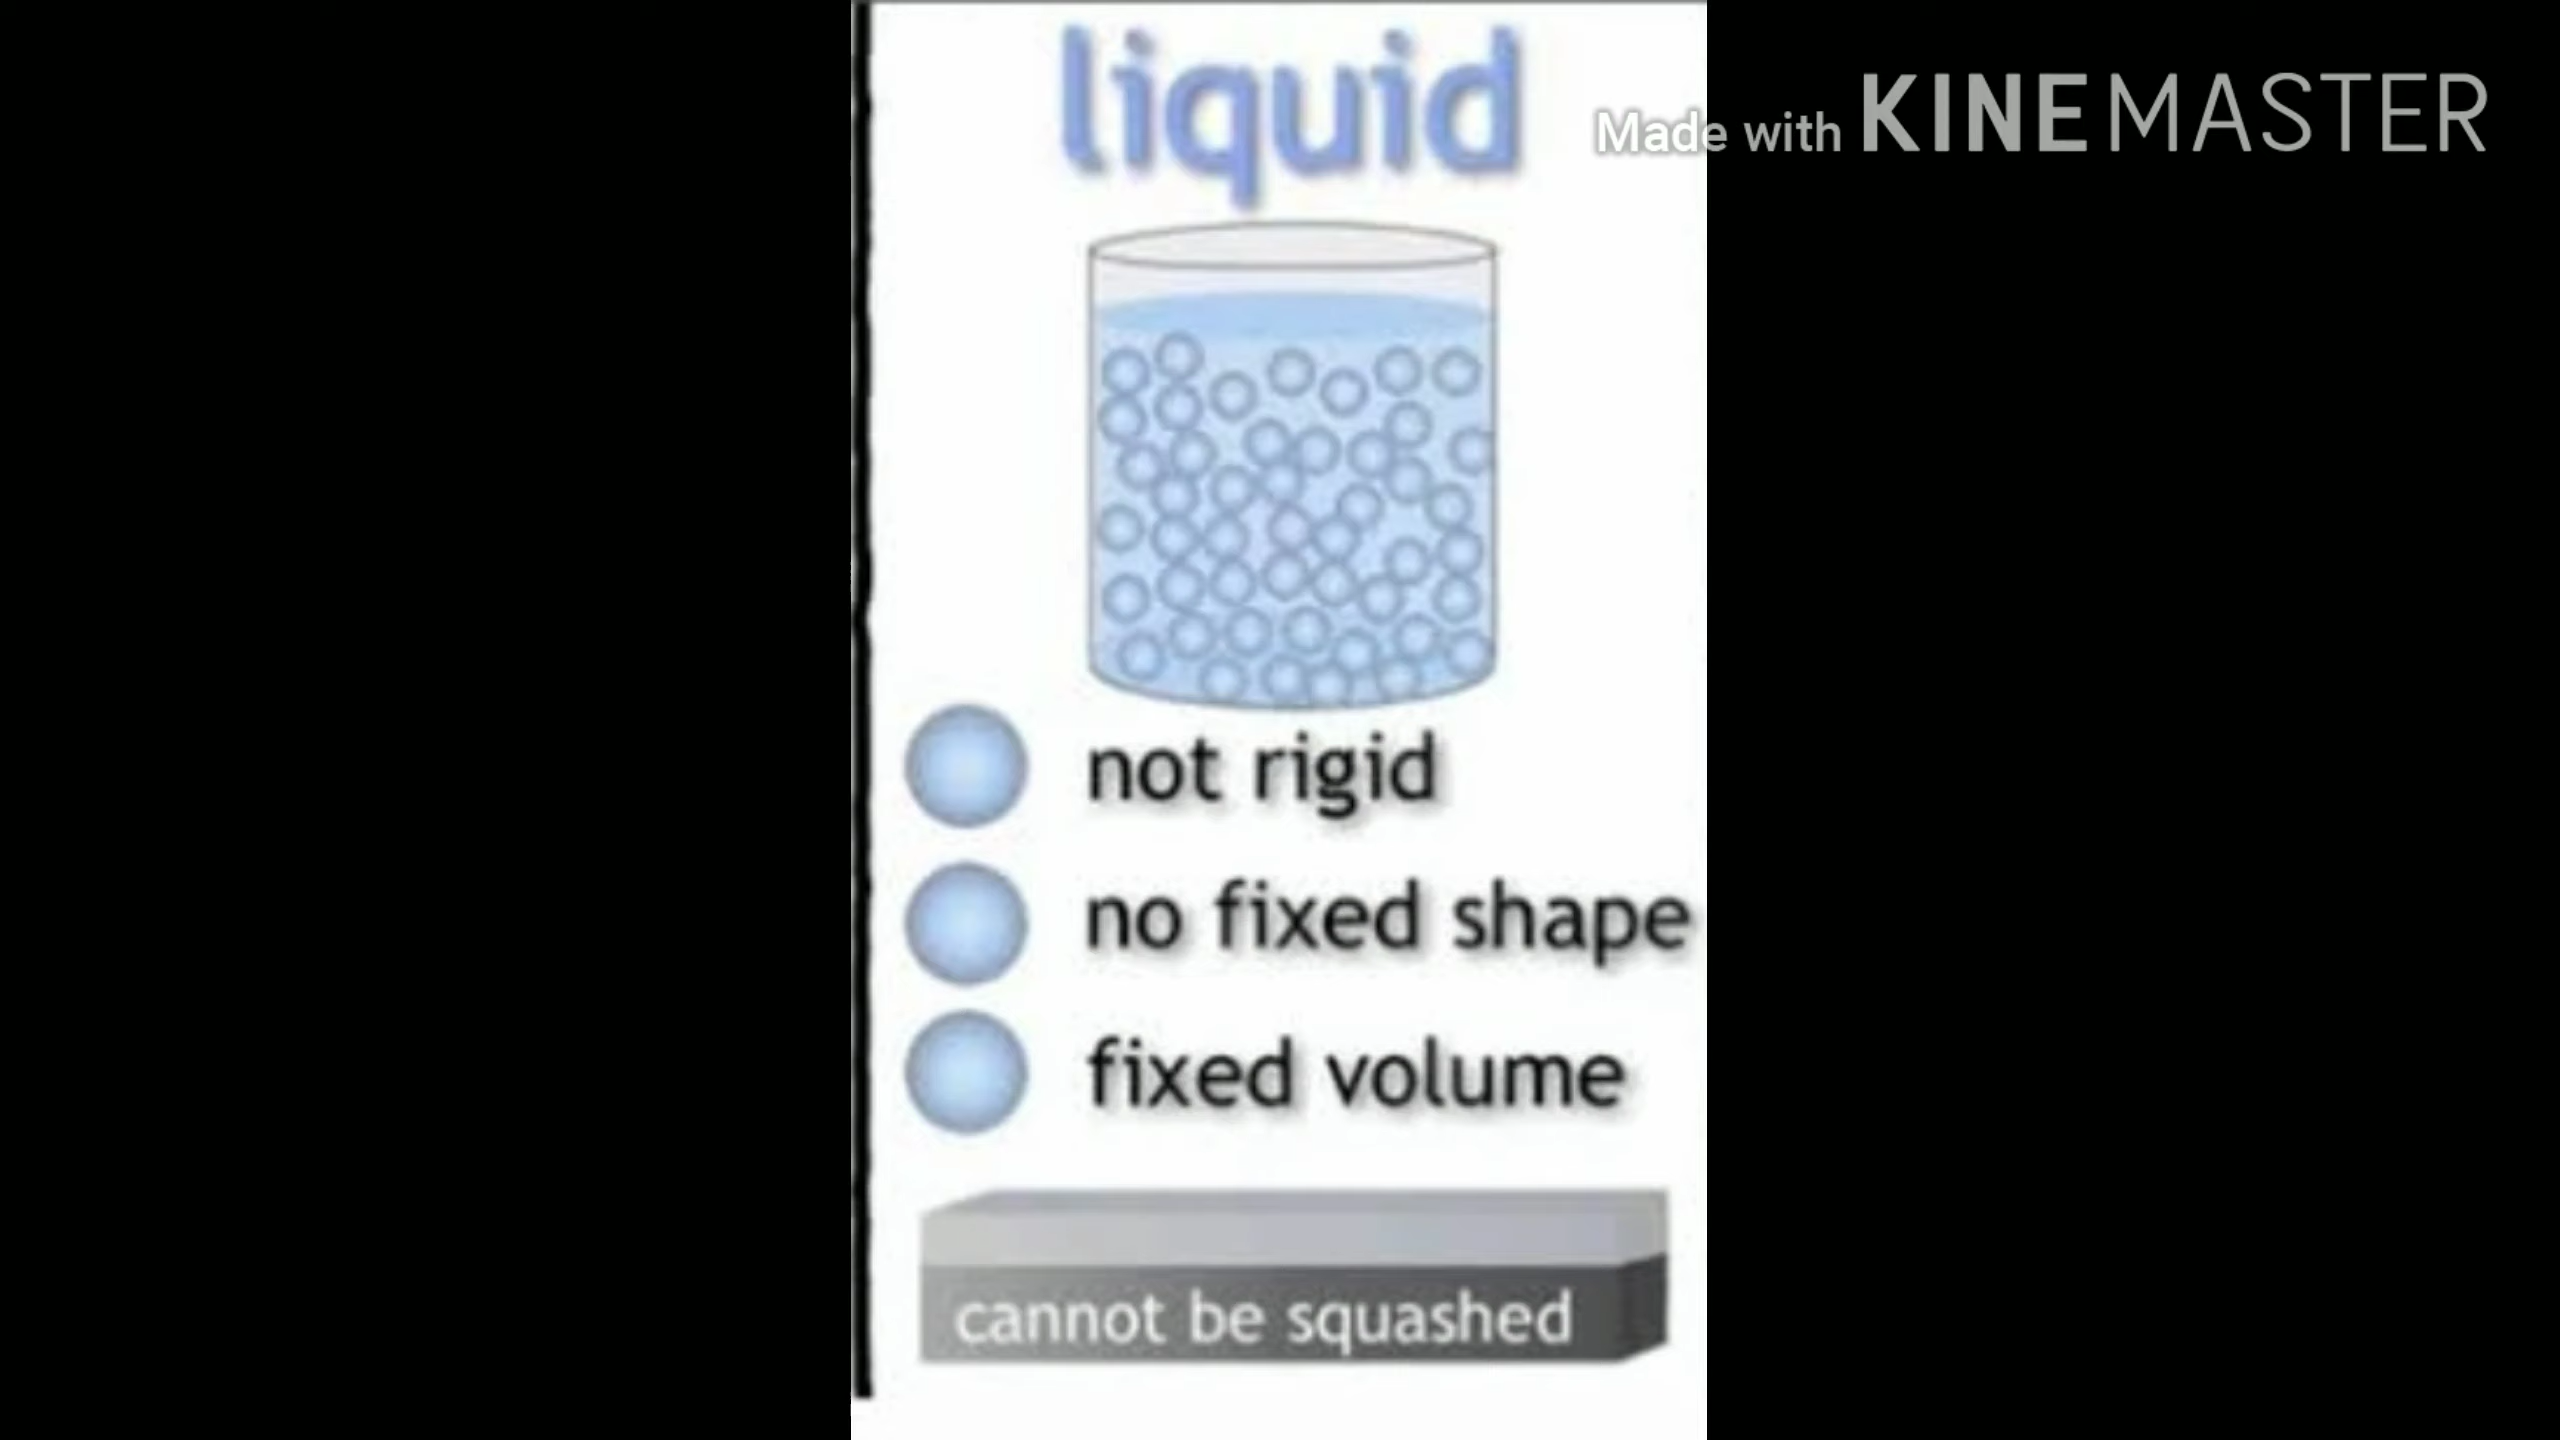 liquid
Made with KINEMASTER
not rigid
no fixed shape
fixed volume
cannot be squashed